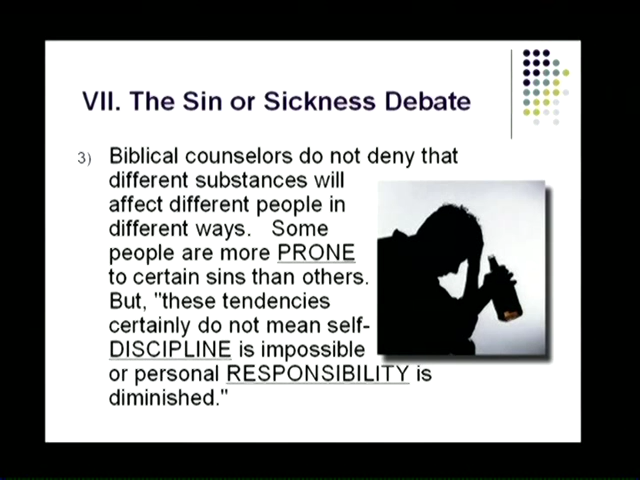 VII. The Sin or Sickness Debate
3) Biblical counselors do not deny that
different substances will
affect different people in
different ways. Some
people are more PRONE
to certain sins than others.
But, "these tendencies
certainly do not mean self-
DISCIPLINE is impossible
or personal RESPONSIBILITY is
diminished."